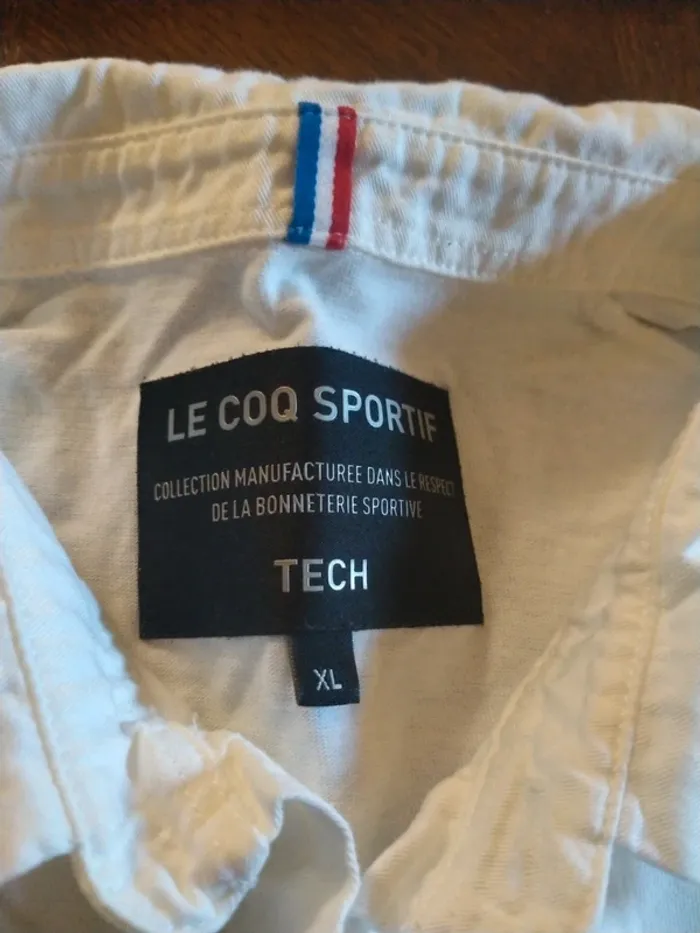 LE COQ SPORTIF
COLLECTION MANUFACTUREE DANS LE RESPECT
DE LA BONNETERIE SPORTIVE
TECH
XL